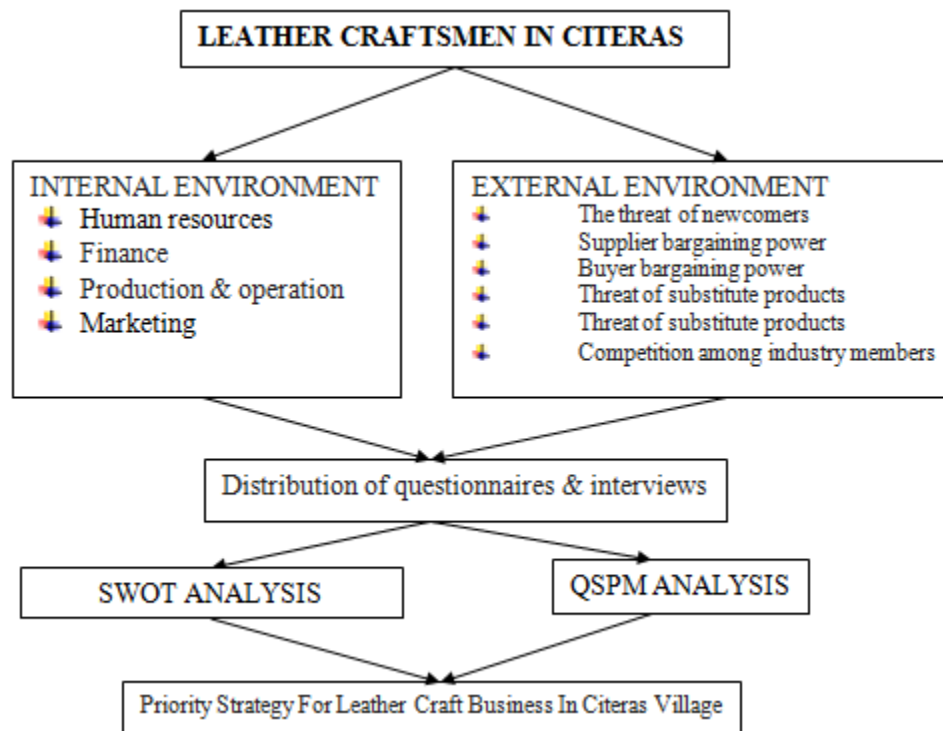 LEATHER CRAFTSMEN IN CITERAS
INTERNAL ENVIRONMENT
Human resources
Finance
Production & operation
Marketing
EXTERNAL ENVIRONMENT
The threat of newcomers
Supplier bargaining power
Buyer bargaining power
Threat of substitute products
Threat of substitute products
Competition among industry members
Distribution of questionnaires & interviews
SWOT ANALYSIS
QSPM ANALYSIS
Priority Strategy For Leather Craft Business In Citeras Village